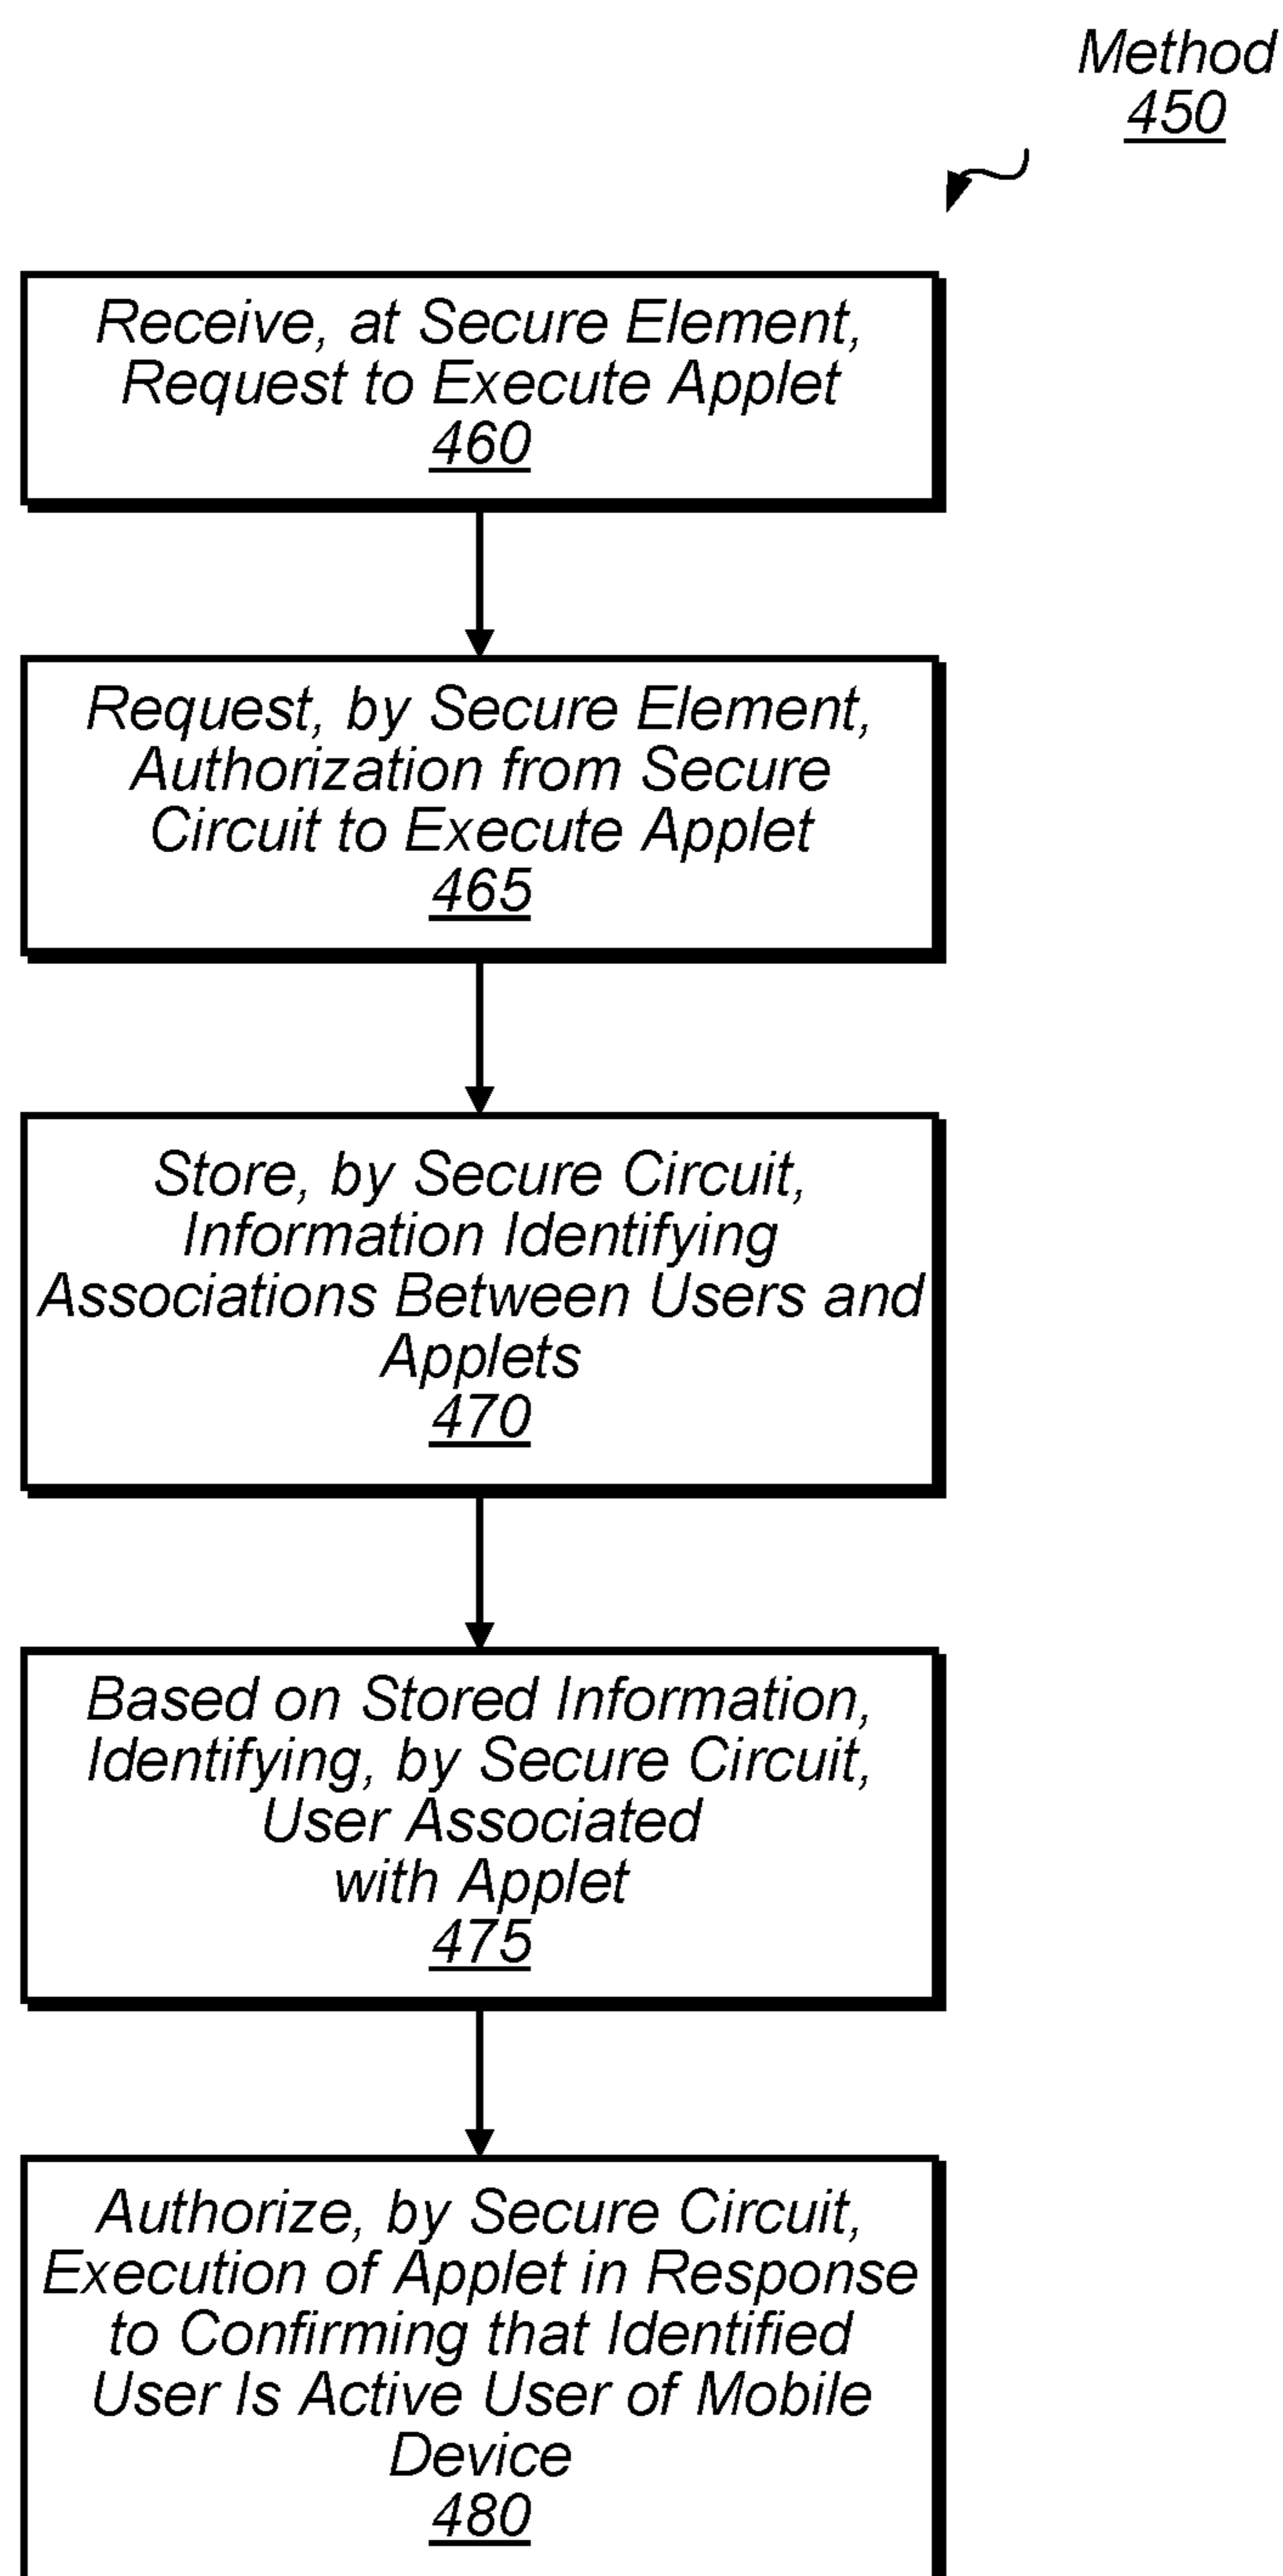 Method
450
Receive, at Secure Element,
Request to Execute Applet
460
Request, by Secure Element,
Authorization from Secure
Circuit to Execute Applet
465
Store, by Secure Circuit,
Information Identifying
Associations Between Users and
Applets
470
Based on Stored Information,
Identifying, by Secure Circuit,
User Associated
with Applet
475
Authorize, by Secure Circuit,
Execution of Applet in Response
to Confirming that Identified
User Is Active User of Mobile
Device
480